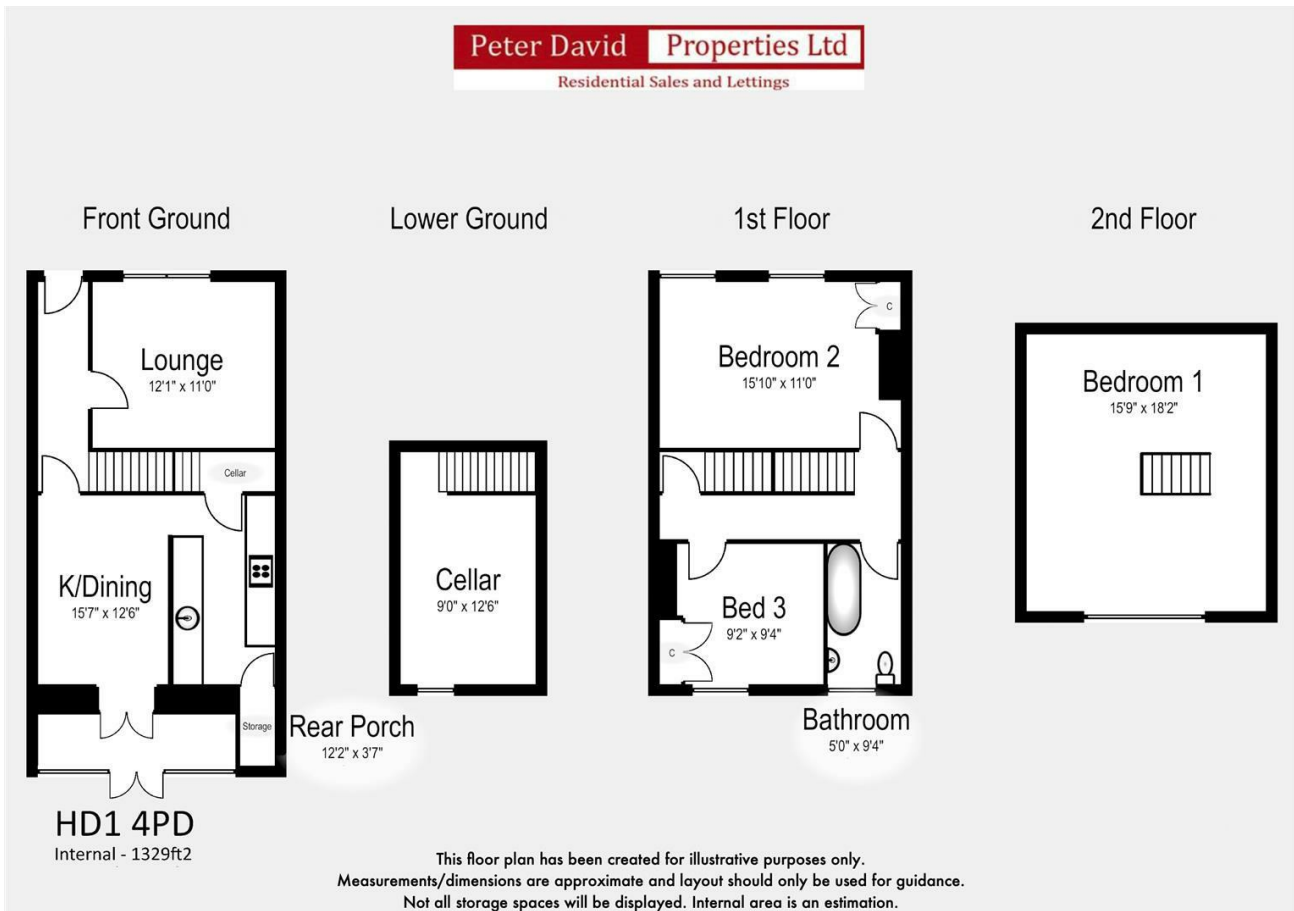 Peter David Properties Ltd
Residential Sales and Lettings
Front Ground
Lower Ground
1st Floor
2nd Floor
Lounge
12'1" x 11'0"
Cellar
K/Dining
15'7" x 12'6"
Storage
Rear Porch
12'2" x 3'7"
Cellar
9'0" x 12'6"
C
Bedroom 2
15'10" x 11'0"
Bed 3
9'2" x 9'4"
C
Bathroom
5'0" x 9'4"
Bedroom 1
15'9" x 18'2"
HD1 4PD
Internal - 1329ft2
This floor plan has been created for illustrative purposes only.
Measurements/dimensions are approximate and layout should only be used for guidance.
Not all storage spaces will be displayed. Internal area is an estimation.